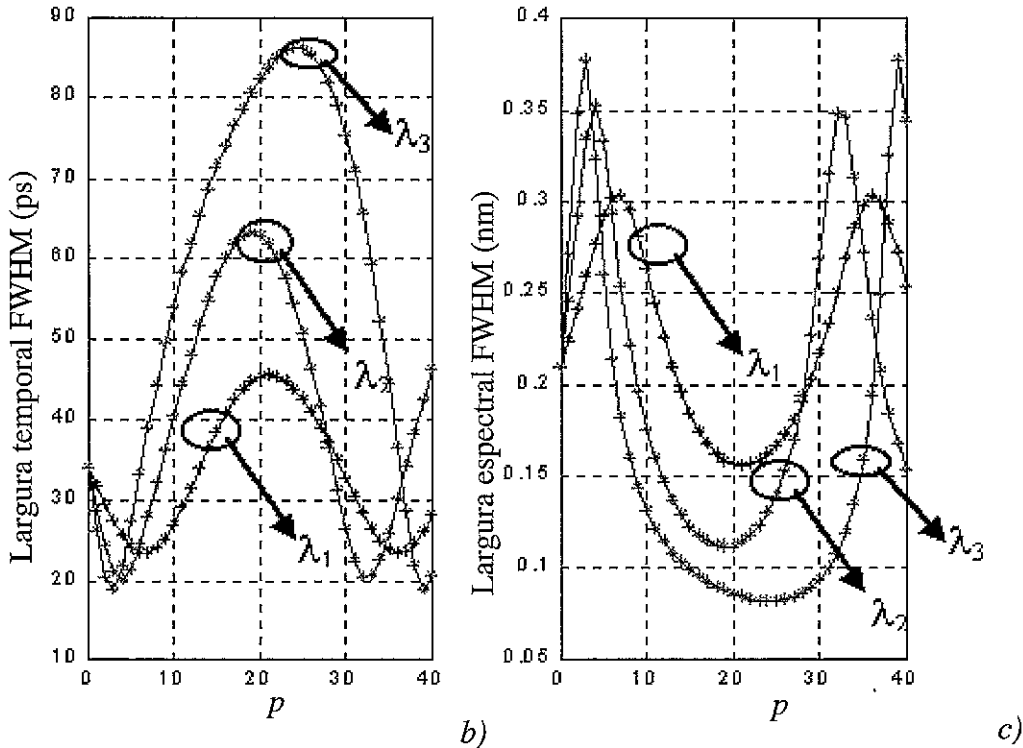 Largura temporal FWHM (ps)
90
80
70
60
50
40
30
20
10
0
10
20
30
40
p
λ3
λ2
λ1
b)
Largura espectral FWHM (nm)
0.4
0.35
0.3
0.25
0.2
0.15
0.1
0.05
0
10
20
30
40
p
λ1
λ3
λ2
c)